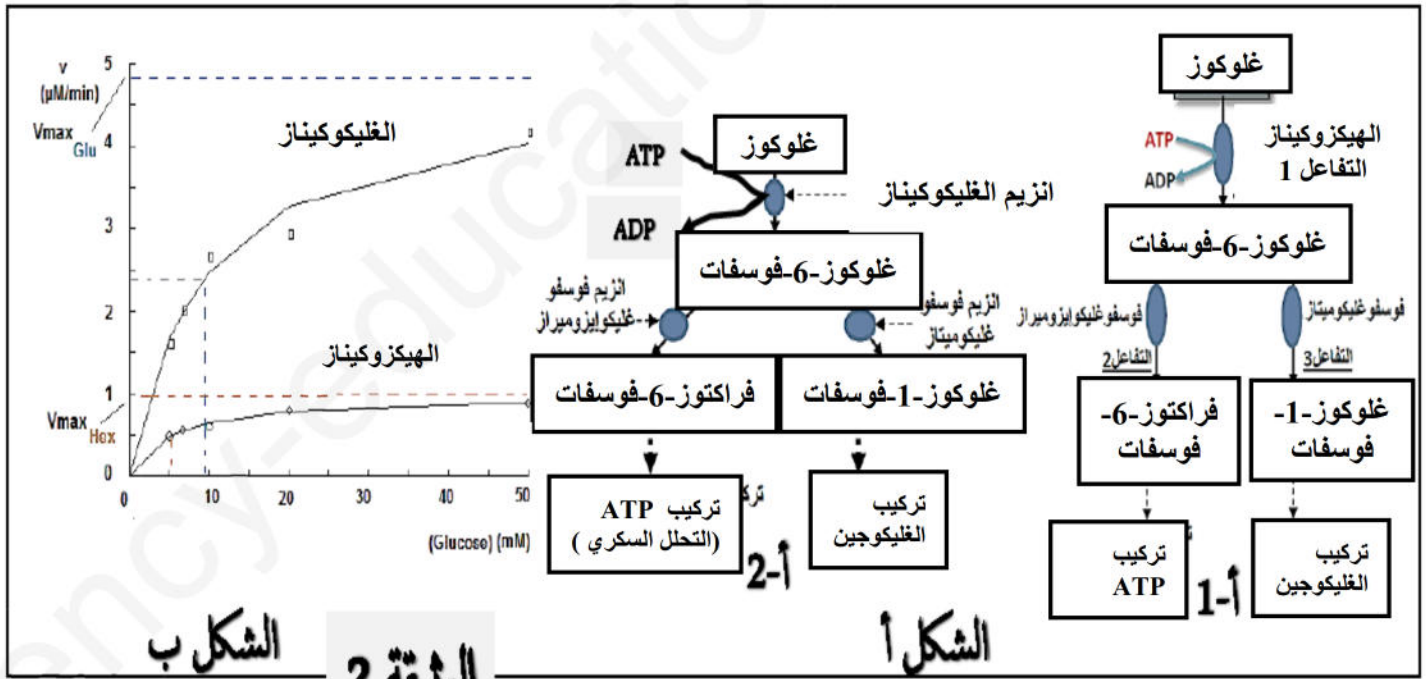 غلوكوز
الهيكزوكيناز
التفاعل 1
ATP
ADP
غلوكوز-6-فوسفات
فوسفوغليكوميتاز
فوسفوغليكوايزوميراز
التفاعل3
التفاعل2
غلوكوز-1-
فوسفات
فراكتوز-6-
فوسفات
تركيب
الغليكوجين
تركيب
ATP
أ-1
غلوكوز
ATP
ADP
انزيم الغليكوكيناز
غلوكوز-6-فوسفات
انزيم فوسفو
غليكوميتاز
انزيم فوسفو
غليكوايزوميراز
غلوكوز-1-فوسفات
فراكتوز-6-فوسفات
تركيب
الغليكوجين
تركيب ATP
(التحلل السكري )
أ-2
الشكل أ
v
(µM/min)
Vmax
Glu
Vmax
Hex
5
4
3
2
1
0
الغليكوكيناز
الهيكزوكيناز
0 10 20 30 40 50
(Glucose) (mM)
الشكل ب
ency-educatio